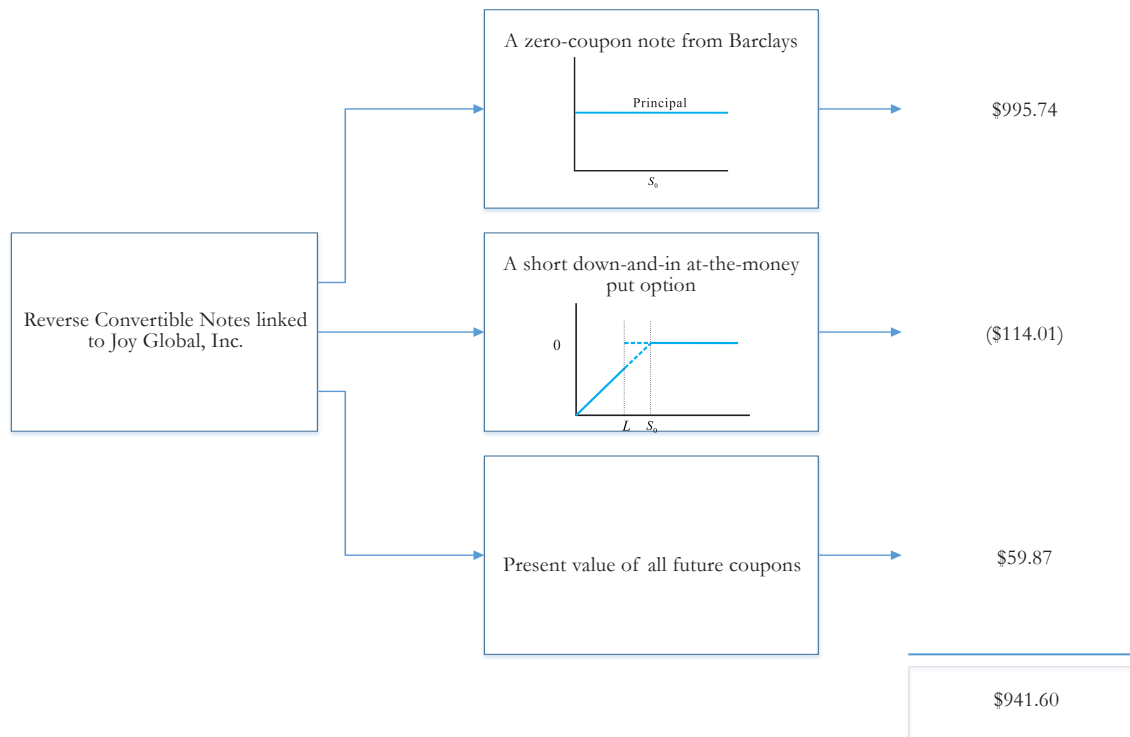 A zero-coupon note from Barclays
Principal
S₀
$995.74
Reverse Convertible Notes linked
to Joy Global, Inc.
A short down-and-in at-the-money
put option
0
L S₀
($114.01)
Present value of all future coupons
$59.87
$941.60